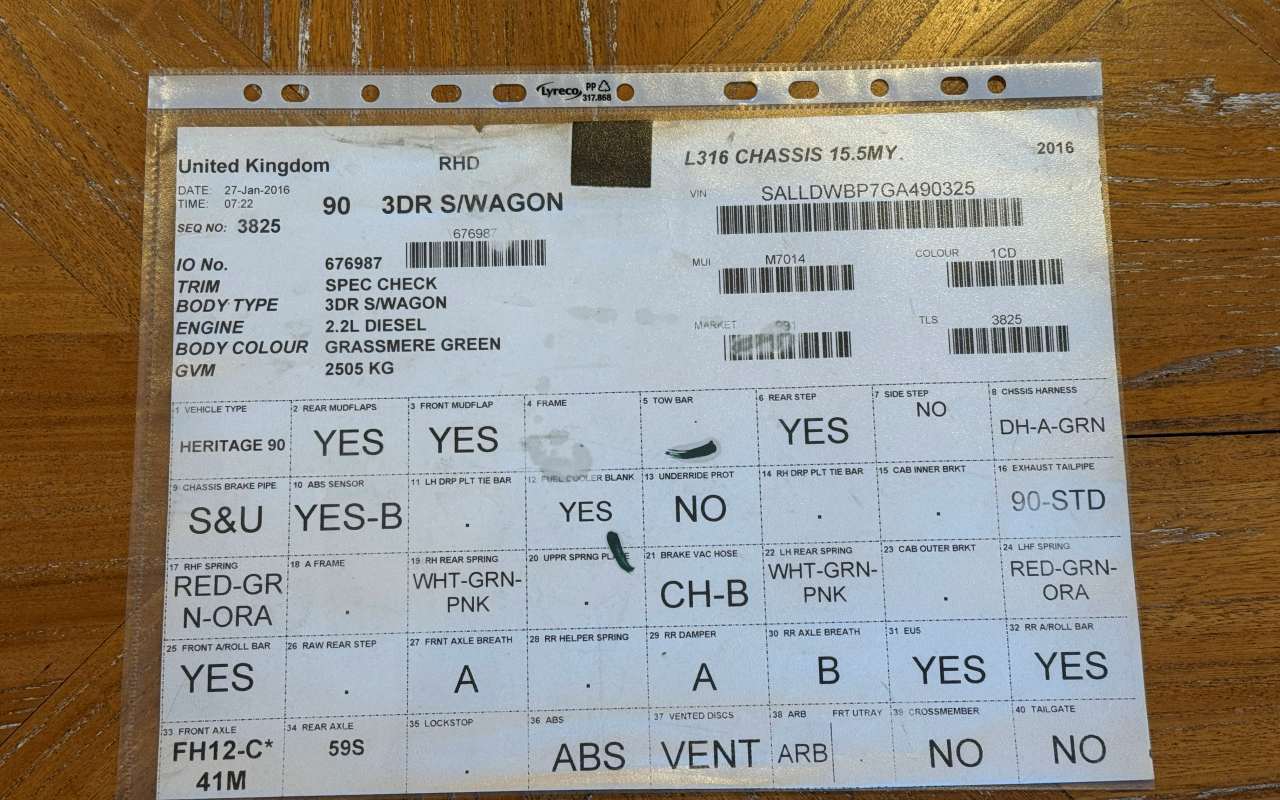 Lyreco PP
317.868
United Kingdom RHD L316 CHASSIS 15.5MY. 2016
DATE: 27-Jan-2016
TIME: 07:22
90 3DR S/WAGON
VIN SALLDWBP7GA490325
SEQ NO: 3825
676987
IO No. 676987
MUI M7014
COLOUR 1CD
TRIM SPEC CHECK
BODY TYPE 3DR S/WAGON
ENGINE 2.2L DIESEL
MARKET
TLS 3825
BODY COLOUR GRASSMERE GREEN
GVM 2505 KG
1 VEHICLE TYPE
HERITAGE 90
2 REAR MUDFLAPS
YES
3 FRONT MUDFLAP
YES
4 FRAME
5 TOW BAR
6 REAR STEP
YES
7 SIDE STEP
NO
8 CHSSIS HARNESS
DH-A-GRN
9 CHASSIS BRAKE PIPE
S&U
10 ABS SENSOR
YES-B
11 LH DRP PLT TIE BAR
.
12 FUEL COOLER BLANK
YES
13 UNDERRIDE PROT
NO
14 RH DRP PLT TIE BAR
.
15 CAB INNER BRKT
.
16 EXHAUST TAILPIPE
90-STD
17 RHF SPRING
RED-GR
N-ORA
18 A FRAME
.
19 RH REAR SPRING
WHT-GRN-
PNK
20 UPPR SPRNG
.
21 BRAKE VAC HOSE
CH-B
22 LH REAR SPRING
WHT-GRN-
PNK
23 CAB OUTER BRKT
.
24 LHF SPRING
RED-GRN-
ORA
25 FRONT A/ROLL BAR
YES
26 RAW REAR STEP
.
27 FRNT AXLE BREATH
A
28 RR HELPER SPRING
.
29 RR DAMPER
A
30 RR AXLE BREATH
B
31 EU5
YES
32 RR A/ROLL BAR
YES
33 FRONT AXLE
FH12-C*
41M
34 REAR AXLE
59S
35 LOCKSTOP
.
36 ABS
ABS
37 VENTED DISCS
VENT
38 ARB FRT UTRAY
ARB .
39 CROSSMEMBER
NO
40 TAILGATE
NO